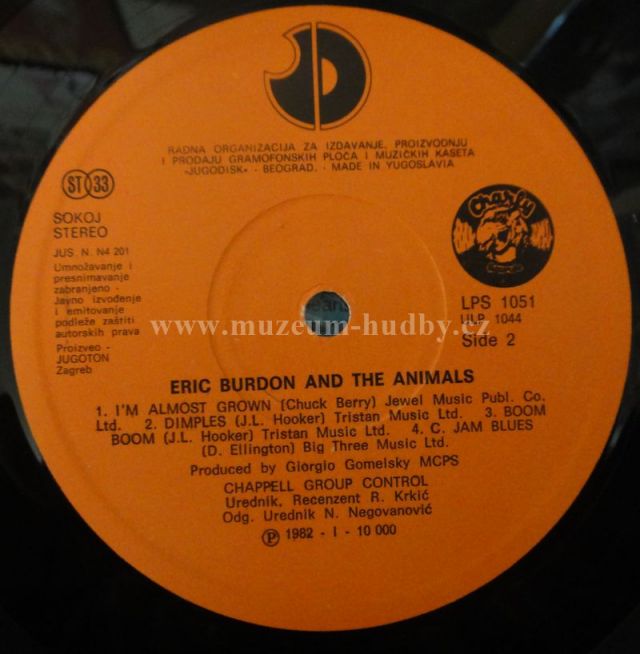 JD
RADNA ORGANIZACIJA ZA IZDAVANJE, PROIZVODNJU
I PRODAJU GRAMOFONSKIH PLOČA I MUZIČKIH KASETA
«JUGODISK» - BEOGRAD. - MADE IN YUGOSLAVIA
ST 33
SOKOJ
STEREO
JUS. N. N4 201
Umnožavanje i
presnimavanje
zabranjeno -
Javno izvođenje
i emitovanje
podleže zaštiti
autorskih prava
Proizveo -
JUGOTON
Zagreb
Charly
LPS 1051
ULP 1044
Side 2
www.muzeum-hudby.cz
ERIC BURDON AND THE ANIMALS
1. I'M ALMOST GROWN (Chuck Berry) Jewel Music Publ. Co.
Ltd. 2. DIMPLES (J.L. Hooker) Tristan Music Ltd. 3. BOOM
BOOM (J.L. Hooker) Tristan Music Ltd. 4. C. JAM BLUES
(D. Ellington) Big Three Music Ltd.
Produced by Giorgio Gomelsky MCPS
CHAPPELL GROUP CONTROL
Urednik, Recenzent R. Krkić
Odg. Urednik N. Negovanović
Ⓟ 1982 - I - 10 000